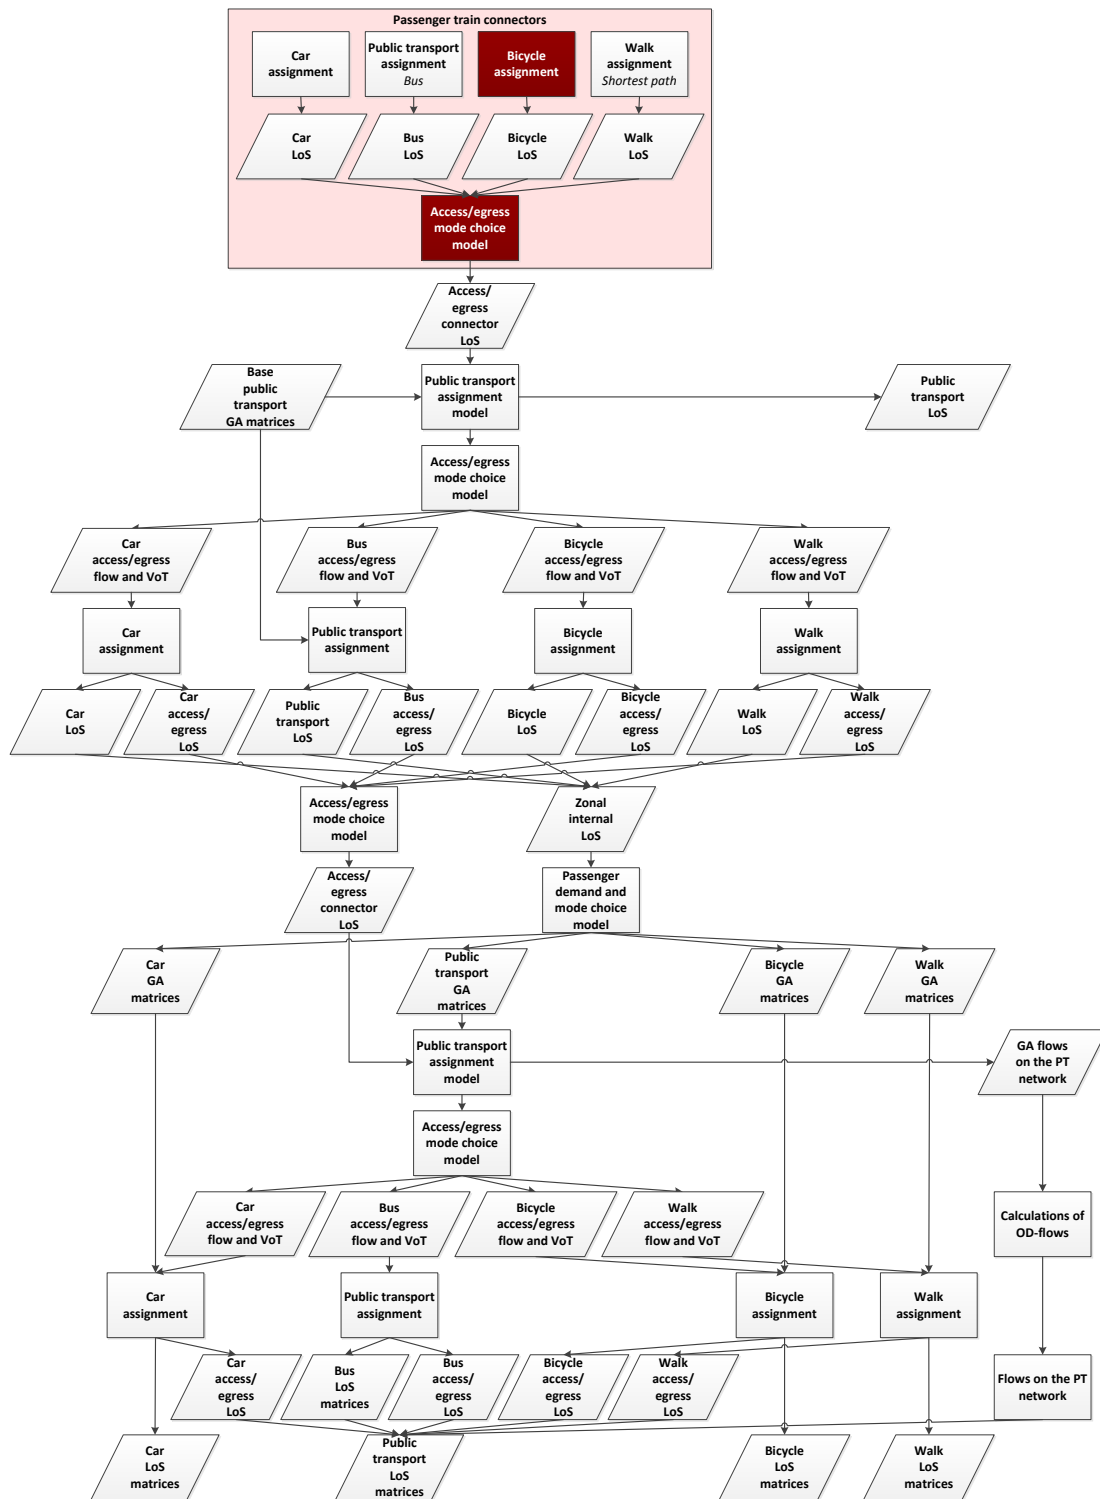 Passenger train connectors
Car
assignment
Public transport
assignment
Bus
Bicycle
assignment
Walk
assignment
Shortest path
Car
LoS
Bus
LoS
Bicycle
LoS
Walk
LoS
Access/egress
mode choice
model
Access/
egress
connector
LoS
Base
public
transport
GA matrices
Public transport
assignment
model
Public
transport
LoS
Access/egress
mode choice
model
Car
access/egress
flow and VoT
Bus
access/egress
flow and VoT
Bicycle
access/egress
flow and VoT
Walk
access/egress
flow and VoT
Car
assignment
Public transport
assignment
Bicycle
assignment
Walk
assignment
Car
LoS
Car
access/
egress
LoS
Public
transport
LoS
Bus
access/
egress
LoS
Bicycle
LoS
Bicycle
access/
egress
LoS
Walk
LoS
Walk
access/
egress
LoS
Access/egress
mode choice
model
Zonal
internal
LoS
Access/
egress
connector
LoS
Passenger
demand and
mode choice
model
Car
GA
matrices
Public
transport
GA
matrices
Bicycle
GA
matrices
Walk
GA
matrices
Public transport
assignment
model
GA flows
on the PT
network
Access/egress
mode choice
model
Car
access/egress
flow and VoT
Bus
access/egress
flow and VoT
Bicycle
access/egress
flow and VoT
Walk
access/egress
flow and VoT
Calculations of
OD-flows
Car
assignment
Public transport
assignment
Bicycle
assignment
Walk
assignment
Car
access/
egress
LoS
Bus
LoS
matrices
Bus
access/
egress
LoS
Bicycle
access/
egress
LoS
Walk
access/
egress
LoS
Flows on the PT
network
Car
LoS
matrices
Public
transport
LoS
matrices
Bicycle
LoS
matrices
Walk
LoS
matrices